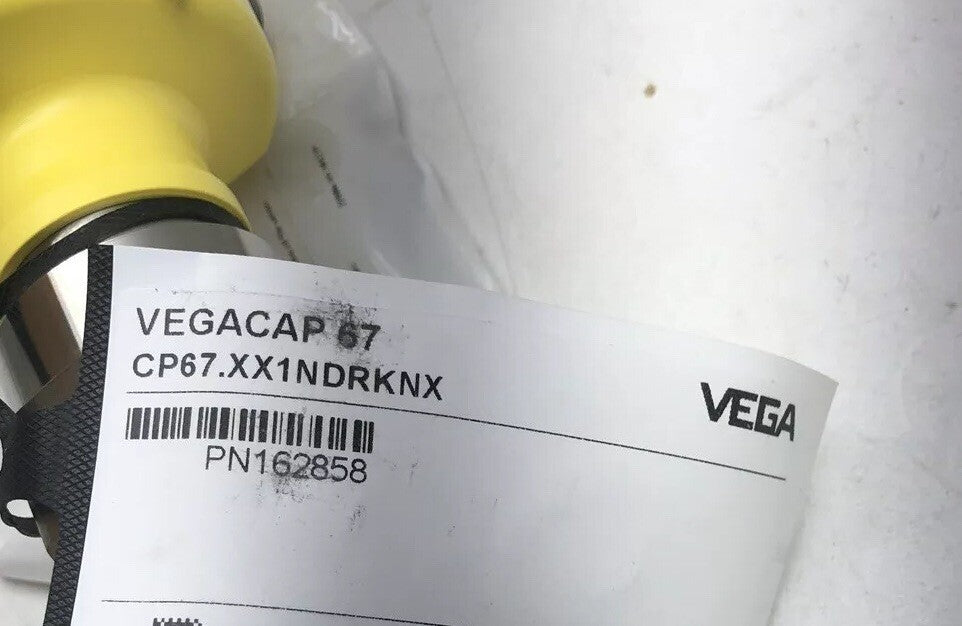 VEGACAP 67
CP67.XX1NDRKNX
VEGA
PN162858